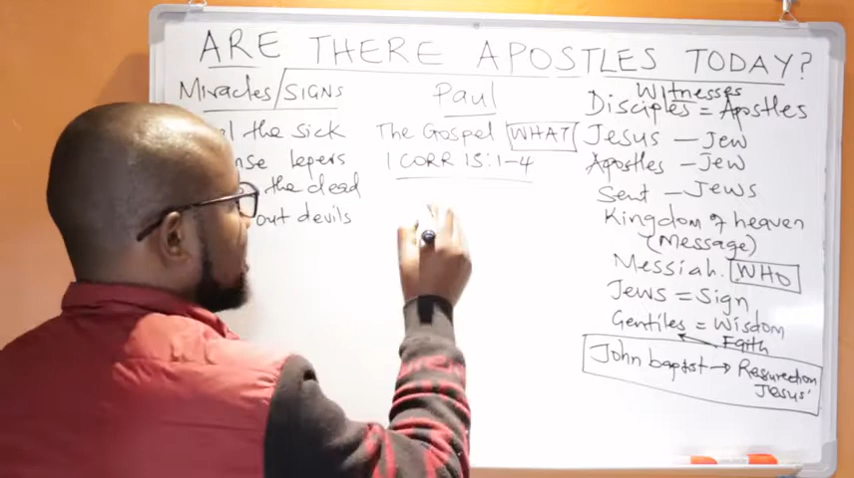 ARE THERE APOSTLES TODAY?
Miracles/SIGNS
the sick
lepers
the dead
out devils
Paul
The Gospel WHAT
1 CORR 15:1-4
Witnesses
Disciples = Apostles
Jesus - Jew
Apostles - Jew
Sent - Jews
Kingdom of heaven
(Message)
Messiah. WHO
Jews = Sign
Gentiles = Wisdom
Faith
John baptist → Resurection
Jesus'